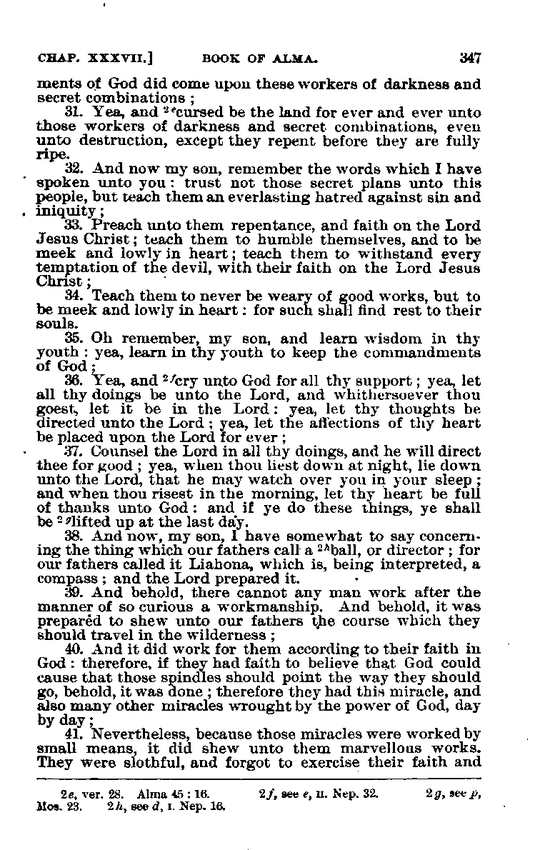 CHAP. XXXVII.] BOOK OF ALMA. 347
ments of God did come upon these workers of darkness and
secret combinations ;
31. Yea, and 2ecursed be the land for ever and ever unto
those workers of darkness and secret combinations, even
unto destruction, except they repent before they are fully
ripe.
32. And now my son, remember the words which I have
spoken unto you : trust not those secret plans unto this
people, but teach them an everlasting hatred against sin and
iniquity ;
33. Preach unto them repentance, and faith on the Lord
Jesus Christ ; teach them to humble themselves, and to be
meek and lowly in heart ; teach them to withstand every
temptation of the devil, with their faith on the Lord Jesus
Christ ;
34. Teach them to never be weary of good works, but to
be meek and lowly in heart : for such shall find rest to their
souls.
35. Oh remember, my son, and learn wisdom in thy
youth : yea, learn in thy youth to keep the commandments
of God ;
36. Yea, and 2fcry unto God for all thy support ; yea, let
all thy doings be unto the Lord, and whithersoever thou
goest, let it be in the Lord : yea, let thy thoughts be
directed unto the Lord ; yea, let the affections of thy heart
be placed upon the Lord for ever ;
37. Counsel the Lord in all thy doings, and he will direct
thee for good ; yea, when thou liest down at night, lie down
unto the Lord, that he may watch over you in your sleep ;
and when thou risest in the morning, let thy heart be full
of thanks unto God : and if ye do these things, ye shall
be 2glifted up at the last day.
38. And now, my son, I have somewhat to say concern-
ing the thing which our fathers call a 2hball, or director ; for
our fathers called it Liahona, which is, being interpreted, a
compass ; and the Lord prepared it.
39. And behold, there cannot any man work after the
manner of so curious a workmanship. And behold, it was
prepared to shew unto our fathers the course which they
should travel in the wilderness ;
40. And it did work for them according to their faith in
God : therefore, if they had faith to believe that God could
cause that those spindles should point the way they should
go, behold, it was done ; therefore they had this miracle, and
also many other miracles wrought by the power of God, day
by day ;
41. Nevertheless, because those miracles were worked by
small means, it did shew unto them marvellous works.
They were slothful, and forgot to exercise their faith and
2e, ver. 28. Alma 45 : 16. 2f, see e, II. Nep. 32. 2g, see p,
Mos. 23. 2h, see d, I. Nep. 16.